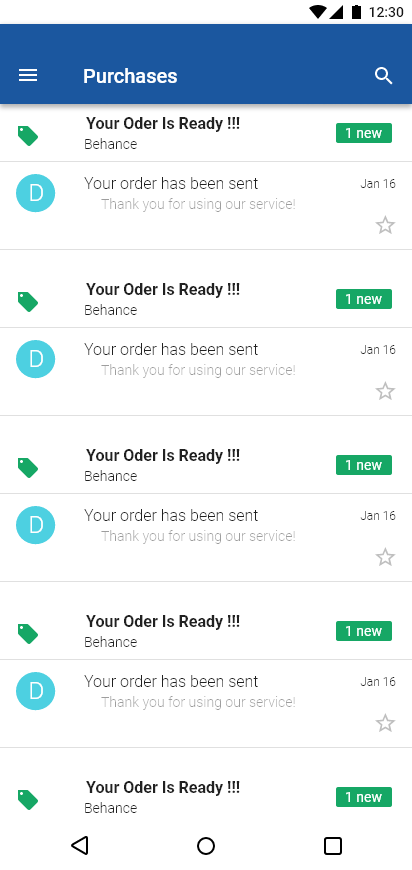 12:30
Purchases
Your Oder Is Ready !!!
1 new
Behance
D
Your order has been sent
Jan 16
Thank you for using our service!
Your Oder Is Ready !!!
1 new
Behance
D
Your order has been sent
Jan 16
Thank you for using our service!
Your Oder Is Ready !!!
1 new
Behance
D
Your order has been sent
Jan 16
Thank you for using our service!
Your Oder Is Ready !!!
1 new
Behance
D
Your order has been sent
Jan 16
Thank you for using our service!
Your Oder Is Ready !!!
1 new
Behance